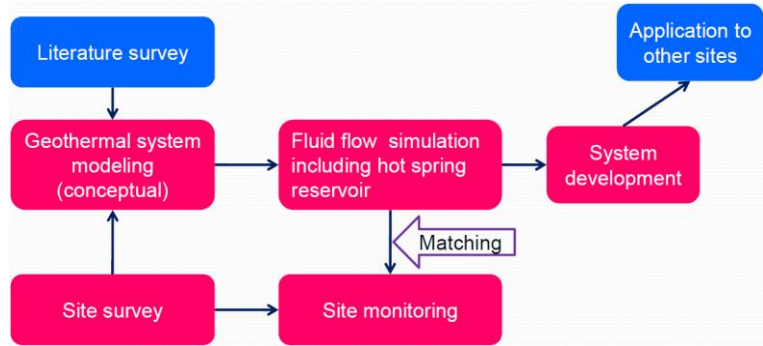 Literature survey
Application to
other sites
Geothermal system
modeling
(conceptual)
Fluid flow simulation
including hot spring
reservoir
System
development
Matching
Site survey
Site monitoring